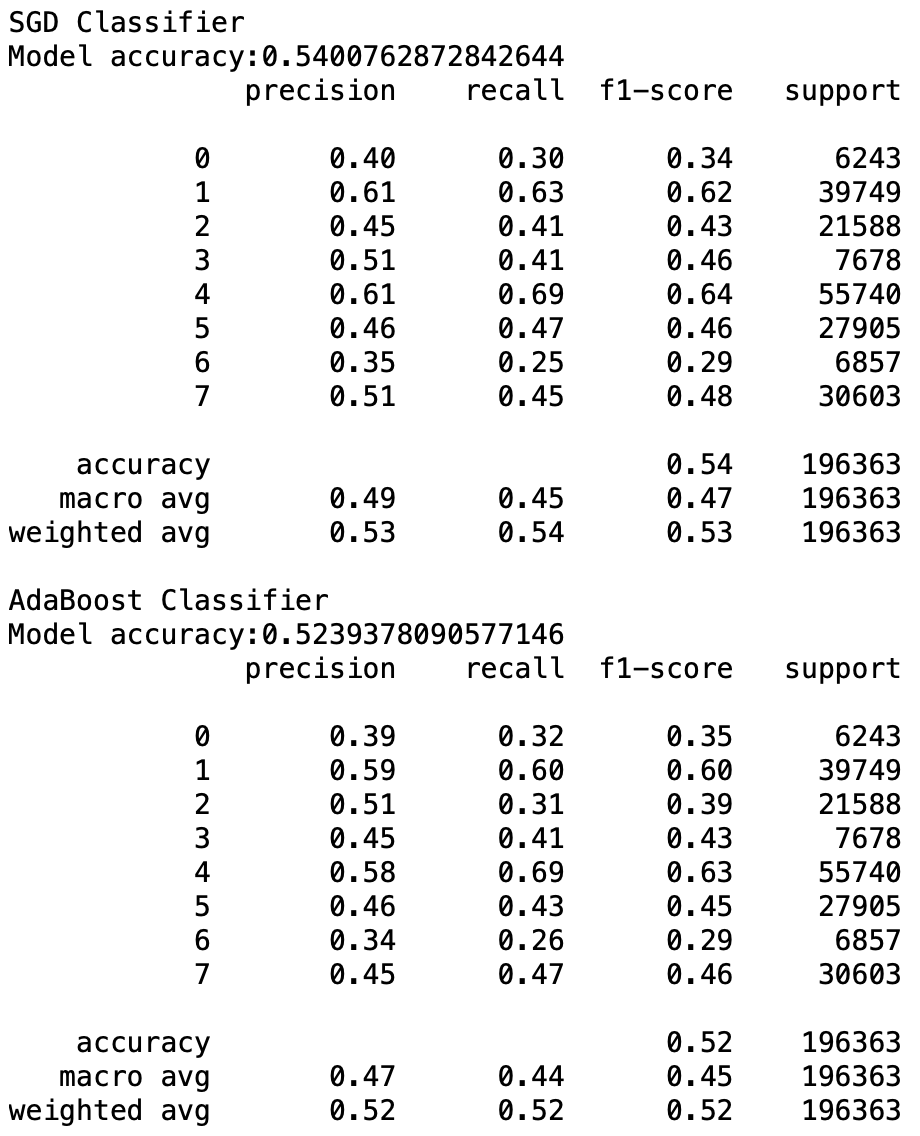 SGD Classifier
Model accuracy:0.5400762872842644
precision recall f1-score support
0 0.40 0.30 0.34 6243
1 0.61 0.63 0.62 39749
2 0.45 0.41 0.43 21588
3 0.51 0.41 0.46 7678
4 0.61 0.69 0.64 55740
5 0.46 0.47 0.46 27905
6 0.35 0.25 0.29 6857
7 0.51 0.45 0.48 30603
accuracy 0.54 196363
macro avg 0.49 0.45 0.47 196363
weighted avg 0.53 0.54 0.53 196363
AdaBoost Classifier
Model accuracy:0.5239378090577146
precision recall f1-score support
0 0.39 0.32 0.35 6243
1 0.59 0.60 0.60 39749
2 0.51 0.31 0.39 21588
3 0.45 0.41 0.43 7678
4 0.58 0.69 0.63 55740
5 0.46 0.43 0.45 27905
6 0.34 0.26 0.29 6857
7 0.45 0.47 0.46 30603
accuracy 0.52 196363
macro avg 0.47 0.44 0.45 196363
weighted avg 0.52 0.52 0.52 196363